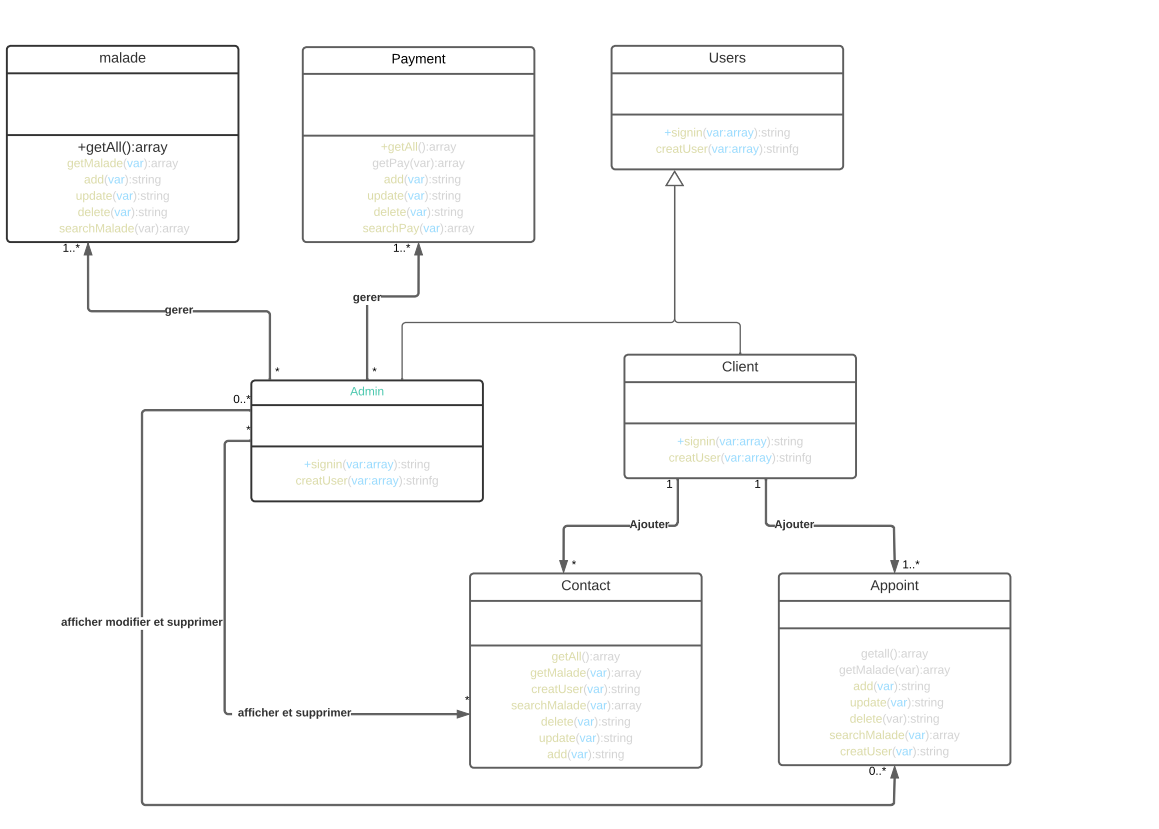 malade
+getAll():array
getMalade(var):array
add(var):string
update(var):string
delete(var):string
searchMalade(var):array
Payment
+getAll():array
getPay(var):array
add(var):string
update(var):string
delete(var):string
searchPay(var):array
Users
+signin(var:array):string
creatUser(var:array):strinfg
1..*
1..*
gerer
gerer
*
*
Admin
+signin(var:array):string
creatUser(var:array):strinfg
0..*
*
Client
+signin(var:array):string
creatUser(var:array):strinfg
1
1
Ajouter
Ajouter
*
1..*
Contact
getAll():array
getMalade(var):array
creatUser(var):string
searchMalade(var):array
delete(var):string
update(var):string
add(var):string
Appoint
getall():array
getMalade(var):array
add(var):string
update(var):string
delete(var):string
searchMalade(var):array
creatUser(var):string
afficher modifier et supprimer
afficher et supprimer
*
0..*